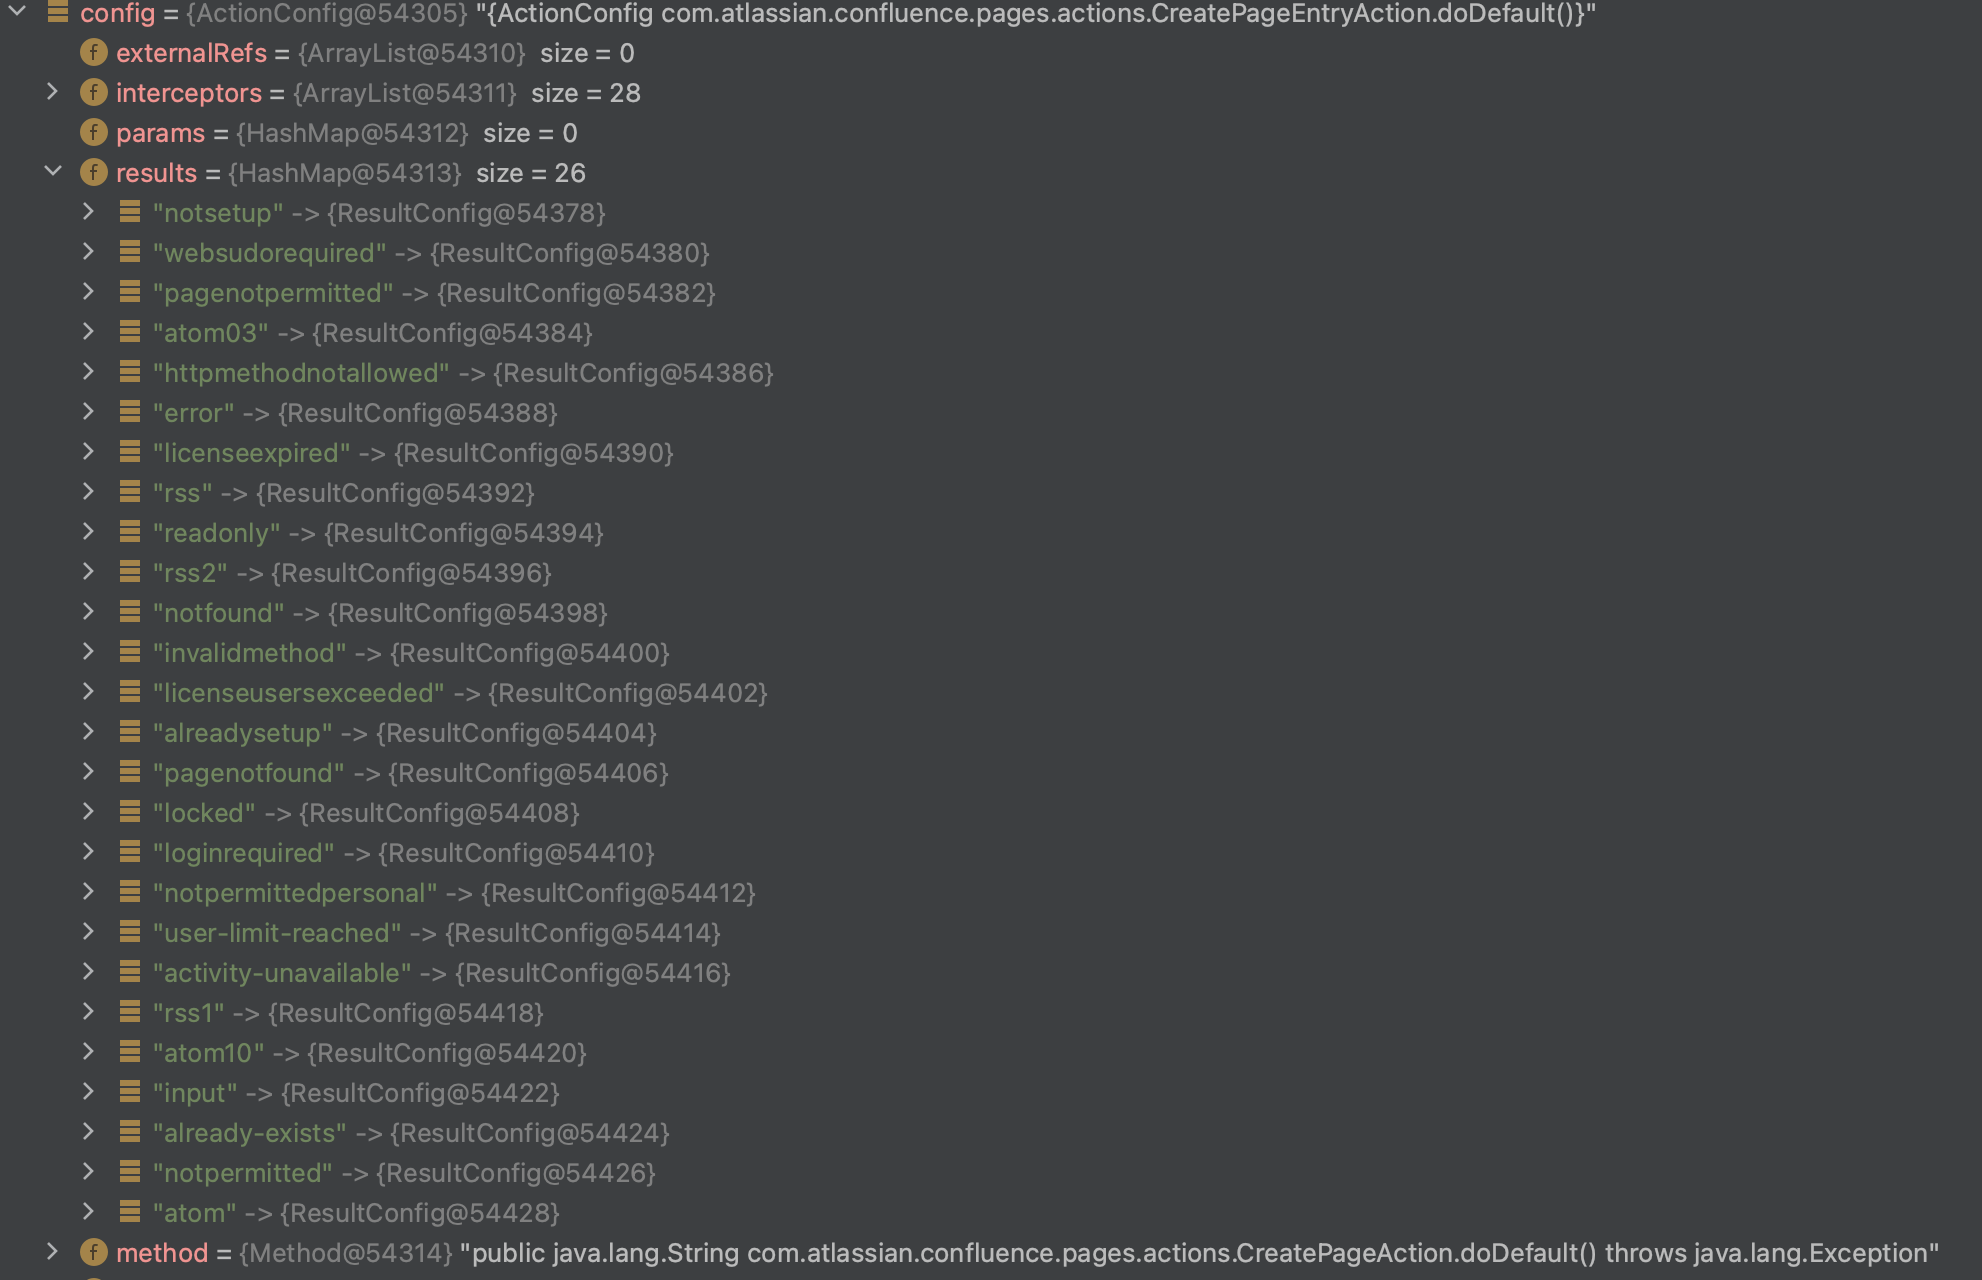 config = {ActionConfig@54305} "{ActionConfig com.atlassian.confluence.pages.actions.CreatePageEntryAction.doDefault()}"
f externalRefs = {ArrayList@54310} size = 0
f interceptors = {ArrayList@54311} size = 28
f params = {HashMap@54312} size = 0
f results = {HashMap@54313} size = 26
"notsetup" -> {ResultConfig@54378}
"websudorequired" -> {ResultConfig@54380}
"pagenotpermitted" -> {ResultConfig@54382}
"atom03" -> {ResultConfig@54384}
"httpmethodnotallowed" -> {ResultConfig@54386}
"error" -> {ResultConfig@54388}
"licenseexpired" -> {ResultConfig@54390}
"rss" -> {ResultConfig@54392}
"readonly" -> {ResultConfig@54394}
"rss2" -> {ResultConfig@54396}
"notfound" -> {ResultConfig@54398}
"invalidmethod" -> {ResultConfig@54400}
"licenseusersexceeded" -> {ResultConfig@54402}
"alreadysetup" -> {ResultConfig@54404}
"pagenotfound" -> {ResultConfig@54406}
"locked" -> {ResultConfig@54408}
"loginrequired" -> {ResultConfig@54410}
"notpermittedpersonal" -> {ResultConfig@54412}
"user-limit-reached" -> {ResultConfig@54414}
"activity-unavailable" -> {ResultConfig@54416}
"rss1" -> {ResultConfig@54418}
"atom10" -> {ResultConfig@54420}
"input" -> {ResultConfig@54422}
"already-exists" -> {ResultConfig@54424}
"notpermitted" -> {ResultConfig@54426}
"atom" -> {ResultConfig@54428}
f method = {Method@54314} "public java.lang.String com.atlassian.confluence.pages.actions.CreatePageAction.doDefault() throws java.lang.Exception"